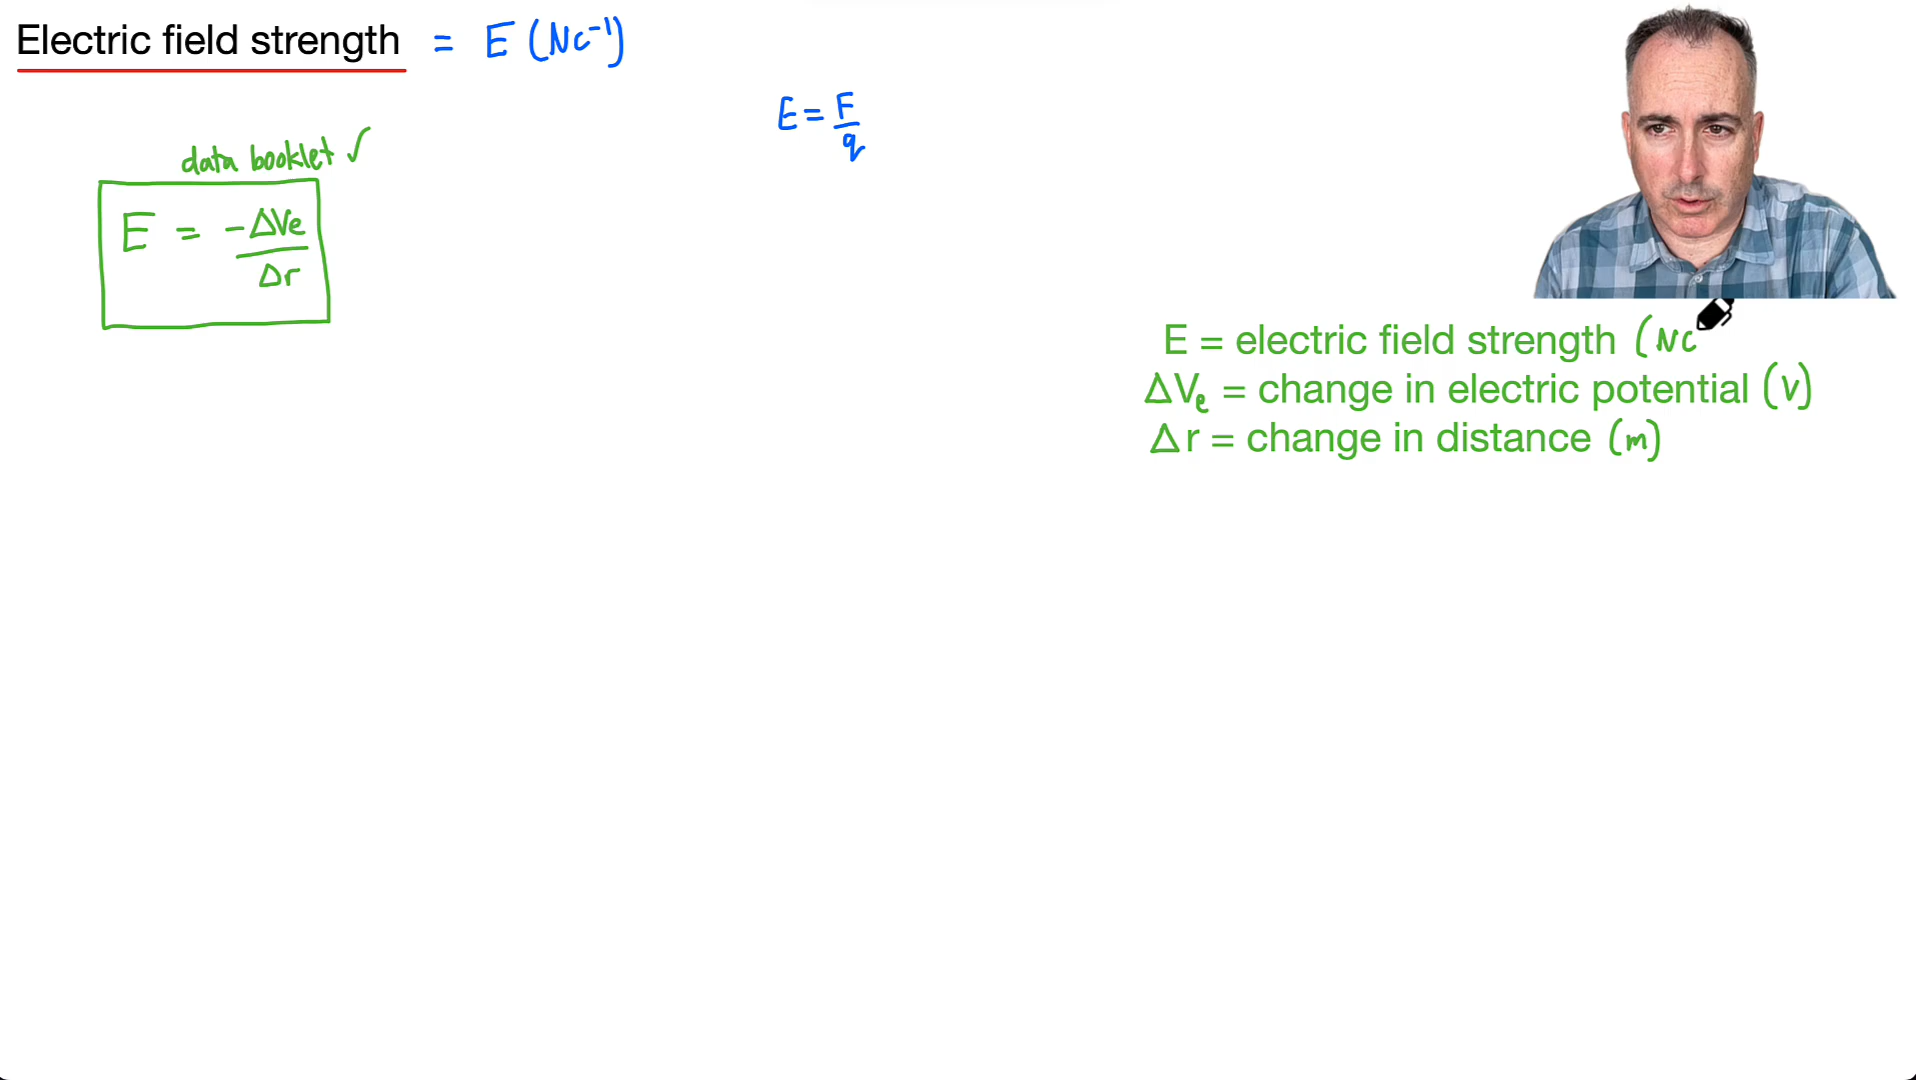 Electric field strength = E (NC⁻¹)
E = F/q
data booklet ✓
E = -ΔVe/Δr
E = electric field strength (NC
ΔVe = change in electric potential (V)
Δr = change in distance (m)